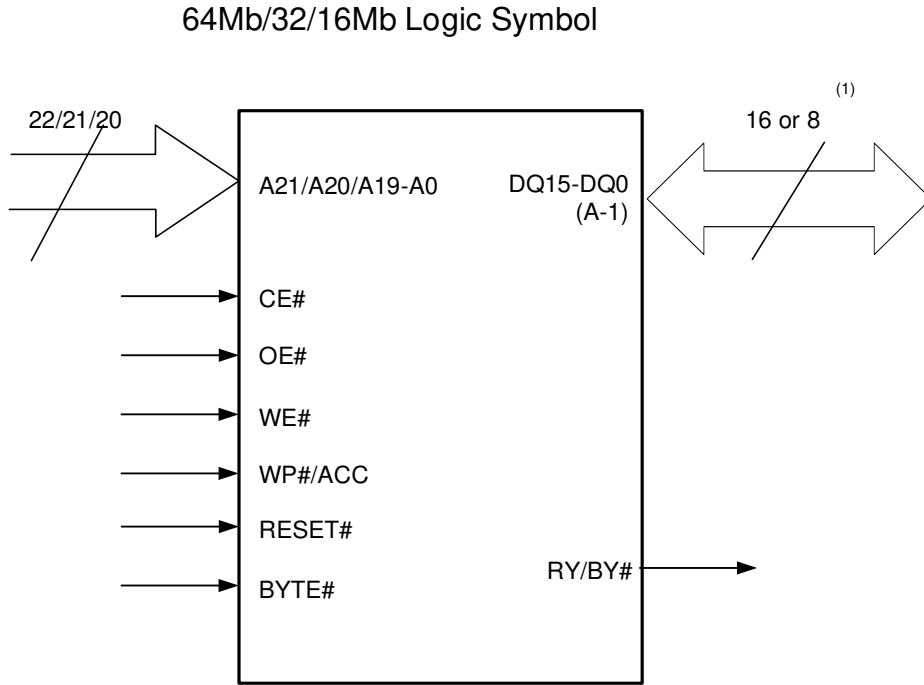 64Mb/32/16Mb Logic Symbol
22/21/20
16 or 8 (1)
A21/A20/A19-A0
DQ15-DQ0
(A-1)
CE#
OE#
WE#
WP#/ACC
RESET#
RY/BY#
BYTE#